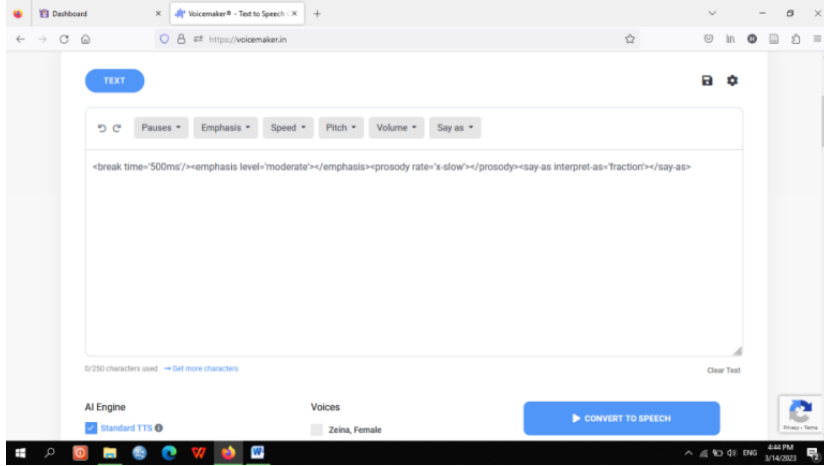 Dashboard
Voicemaker® - Text to Speech
https://voicemaker.in
TEXT
Pauses Emphasis Speed Pitch Volume Say as
<break time='500ms'/><emphasis level='moderate'></emphasis><prosody rate='x-slow'></prosody><say-as interpret-as='fraction'></say-as>
0/250 characters used → Get more characters
Clear Text
AI Engine
Voices
CONVERT TO SPEECH
Standard TTS
Zeina, Female
Privacy - Terms
ENG
4:44 PM
3/14/2023